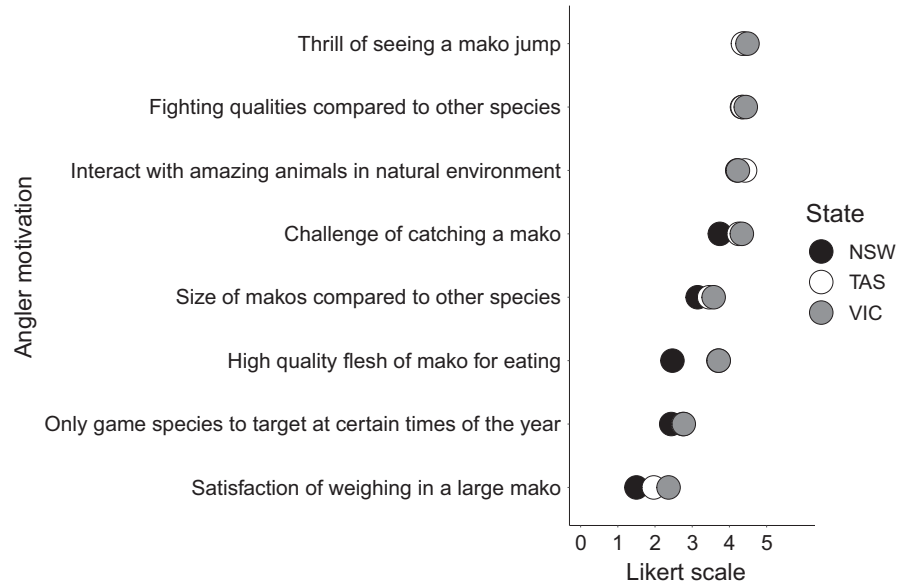 Angler motivation
Thrill of seeing a mako jump
Fighting qualities compared to other species
Interact with amazing animals in natural environment
Challenge of catching a mako
Size of makos compared to other species
High quality flesh of mako for eating
Only game species to target at certain times of the year
Satisfaction of weighing in a large mako
0 1 2 3 4 5
Likert scale
State
NSW
TAS
VIC